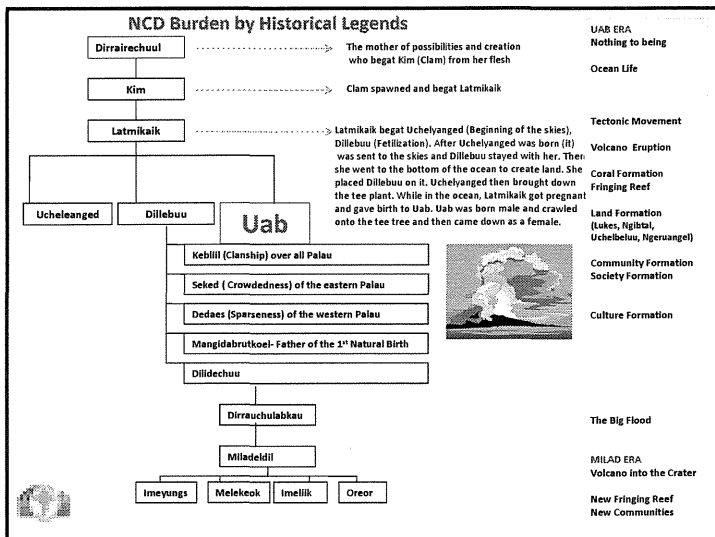 NCD Burden by Historical Legends
Dirrairechuul
The mother of possibilities and creation
who begat Kim (Clam) from her flesh
Kim
Clam spawned and begat Latmikaik
Latmikaik
Latmikaik begat Uchelyanged (Beginning of the skies),
Dillebuu (Fetilization). After Uchelyanged was born (it)
was sent to the skies and Dillebuu stayed with her. Then
she went to the bottom of the ocean to create land. She
placed Dillebuu on it. Uchelyanged then brought down
the tee plant. While in the ocean, Latmikaik got pregnant
and gave birth to Uab. Uab was born male and crawled
onto the tee tree and then came down as a female.
Ucheleanged
Dillebuu
Uab
Kebliil (Clanship) over all Palau
Seked ( Crowdedness) of the eastern Palau
Dedaes (Sparseness) of the western Palau
Mangidabrutkoel- Father of the 1st Natural Birth
Dilidechuu
Dirrauchulabkau
Miladeldil
Imeyungs
Melekeok
Imeliik
Oreor
UAB ERA
Nothing to being
Ocean Life
Tectonic Movement
Volcano Eruption
Coral Formation
Fringing Reef
Land Formation
(Lukes, Ngibtal,
Uchelbeluu, Ngeruangel)
Community Formation
Society Formation
Culture Formation
The Big Flood
MILAD ERA
Volcano into the Crater
New Fringing Reef
New Communities